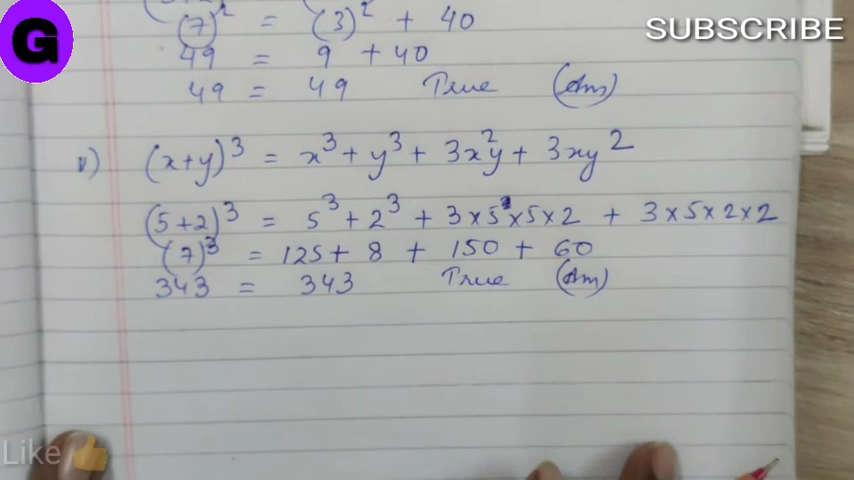 SUBSCRIBE
G
(7)² = (3)² + 40
49 = 9 + 40
49 = 49 True (Ans)
v) (x+y)³ = x³ + y³ + 3x²y + 3xy²
(5+2)³ = 5³ + 2³ + 3×5×5×2 + 3×5×2×2
(7)³ = 125 + 8 + 150 + 60
343 = 343 True (Ans)
Like